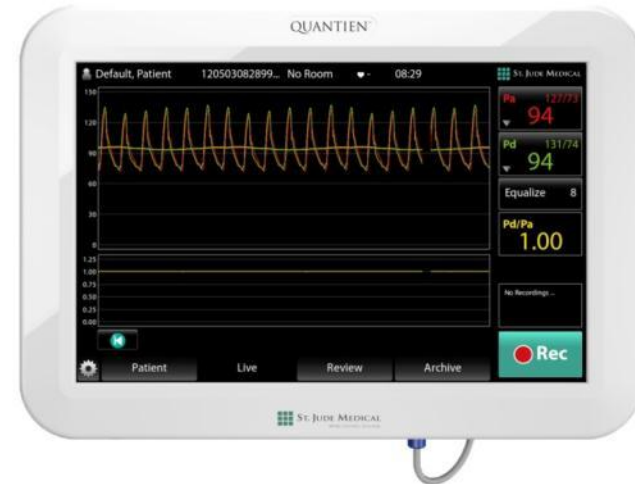 QUANTIEN™
Default, Patient 120503082899... No Room - 08:29 ST. JUDE MEDICAL
150
120
90
60
30
0
1.25
1.00
0.75
0.50
0.25
0.00
Pa 127/73
94
Pd 131/74
94
Equalize 8
Pd/Pa
1.00
No Recordings ...
Rec
Patient Live Review Archive
ST. JUDE MEDICAL